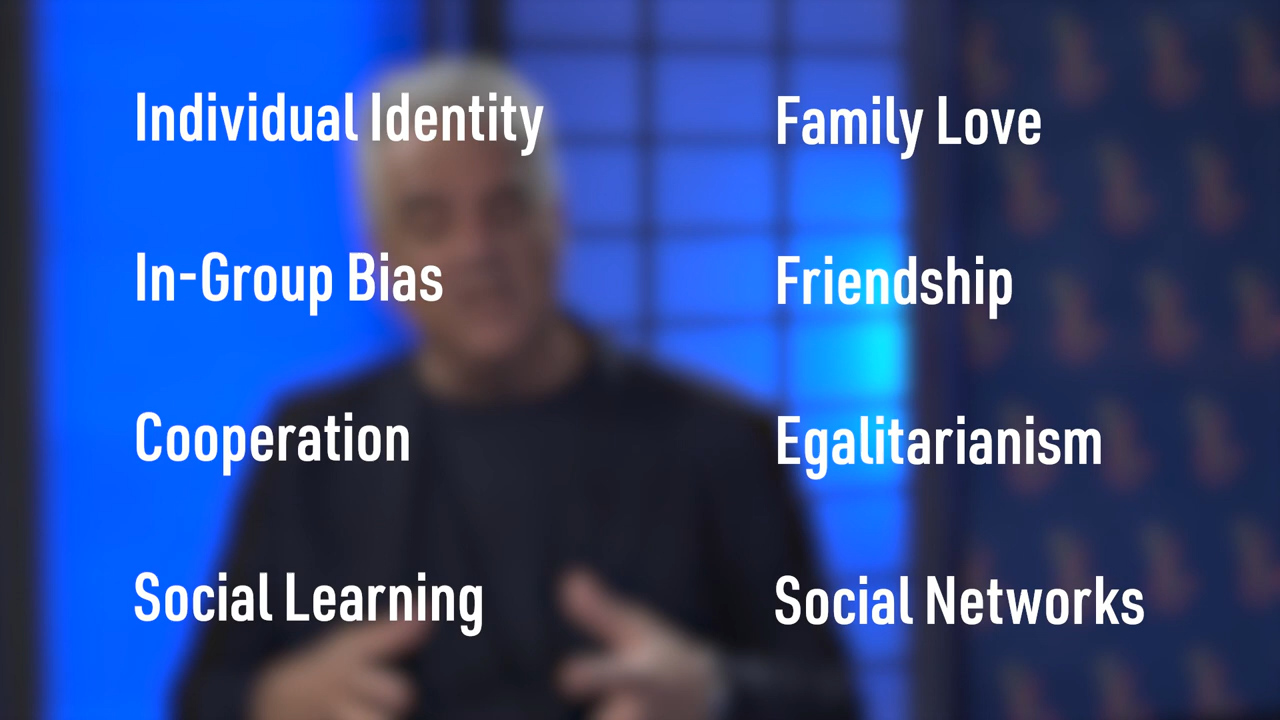 Individual Identity
Family Love
In-Group Bias
Friendship
Cooperation
Egalitarianism
Social Learning
Social Networks